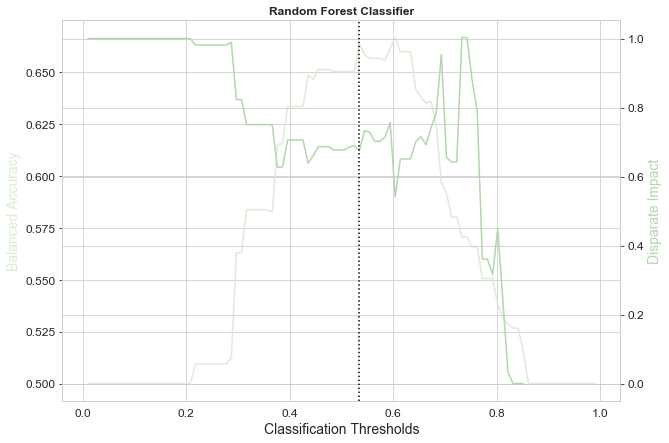 Random Forest Classifier
0.650
0.625
0.600
0.575
0.550
0.525
0.500
Balanced Accuracy
1.0
0.8
0.6
0.4
0.2
0.0
Disparate Impact
0.0 0.2 0.4 0.6 0.8 1.0
Classification Thresholds